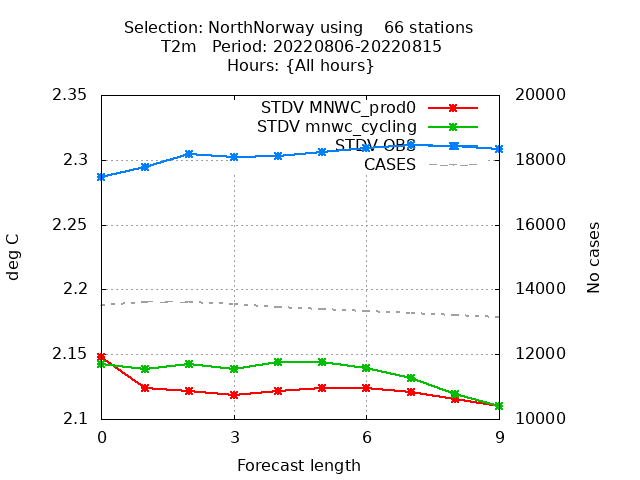 Selection: NorthNorway using 66 stations
T2m Period: 20220806-20220815
Hours: {All hours}
2.35
2.3
2.25
2.2
2.15
2.1
20000
18000
16000
14000
12000
10000
STDV MNWC_prod0
STDV mnwc_cycling
STDV OBS
CASES
deg C
No cases
0
3
6
9
Forecast length